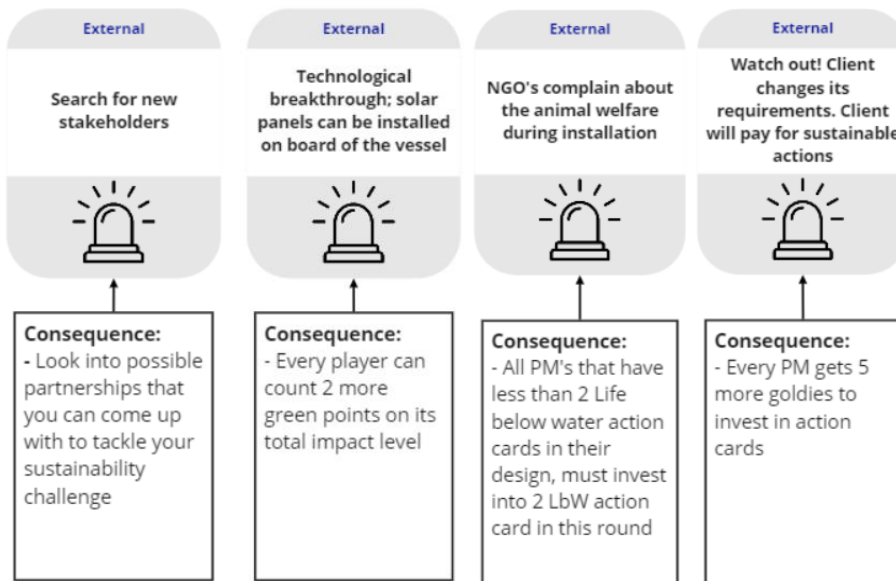 External
Search for new
stakeholders
Consequence:
- Look into possible
partnerships that
you can come up
with to tackle your
sustainability
challenge
External
Technological
breakthrough; solar
panels can be installed
on board of the vessel
Consequence:
- Every player can
count 2 more
green points on its
total impact level
External
NGO's complain about
the animal welfare
during installation
Consequence:
- All PM's that have
less than 2 Life
below water action
cards in their
design, must invest
into 2 LbW action
card in this round
External
Watch out! Client
changes its
requirements. Client
will pay for sustainable
actions
Consequence:
- Every PM gets 5
more goldies to
invest in action
cards